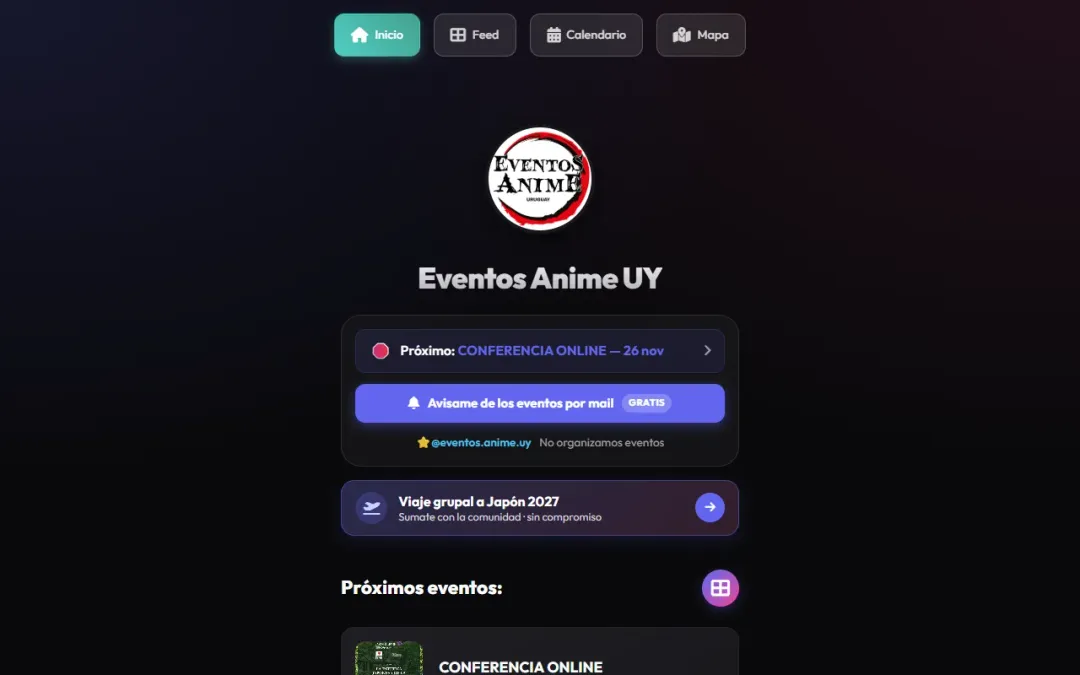 Inicio
Feed
Calendario
Mapa
EVENTOS
ANIME
URUGUAY
Eventos Anime UY
Próximo: CONFERENCIA ONLINE — 26 nov
Avisame de los eventos por mail GRATIS
@eventos.anime.uy No organizamos eventos
Viaje grupal a Japón 2027
Sumate con la comunidad · sin compromiso
Próximos eventos:
CONFERENCIA ONLINE